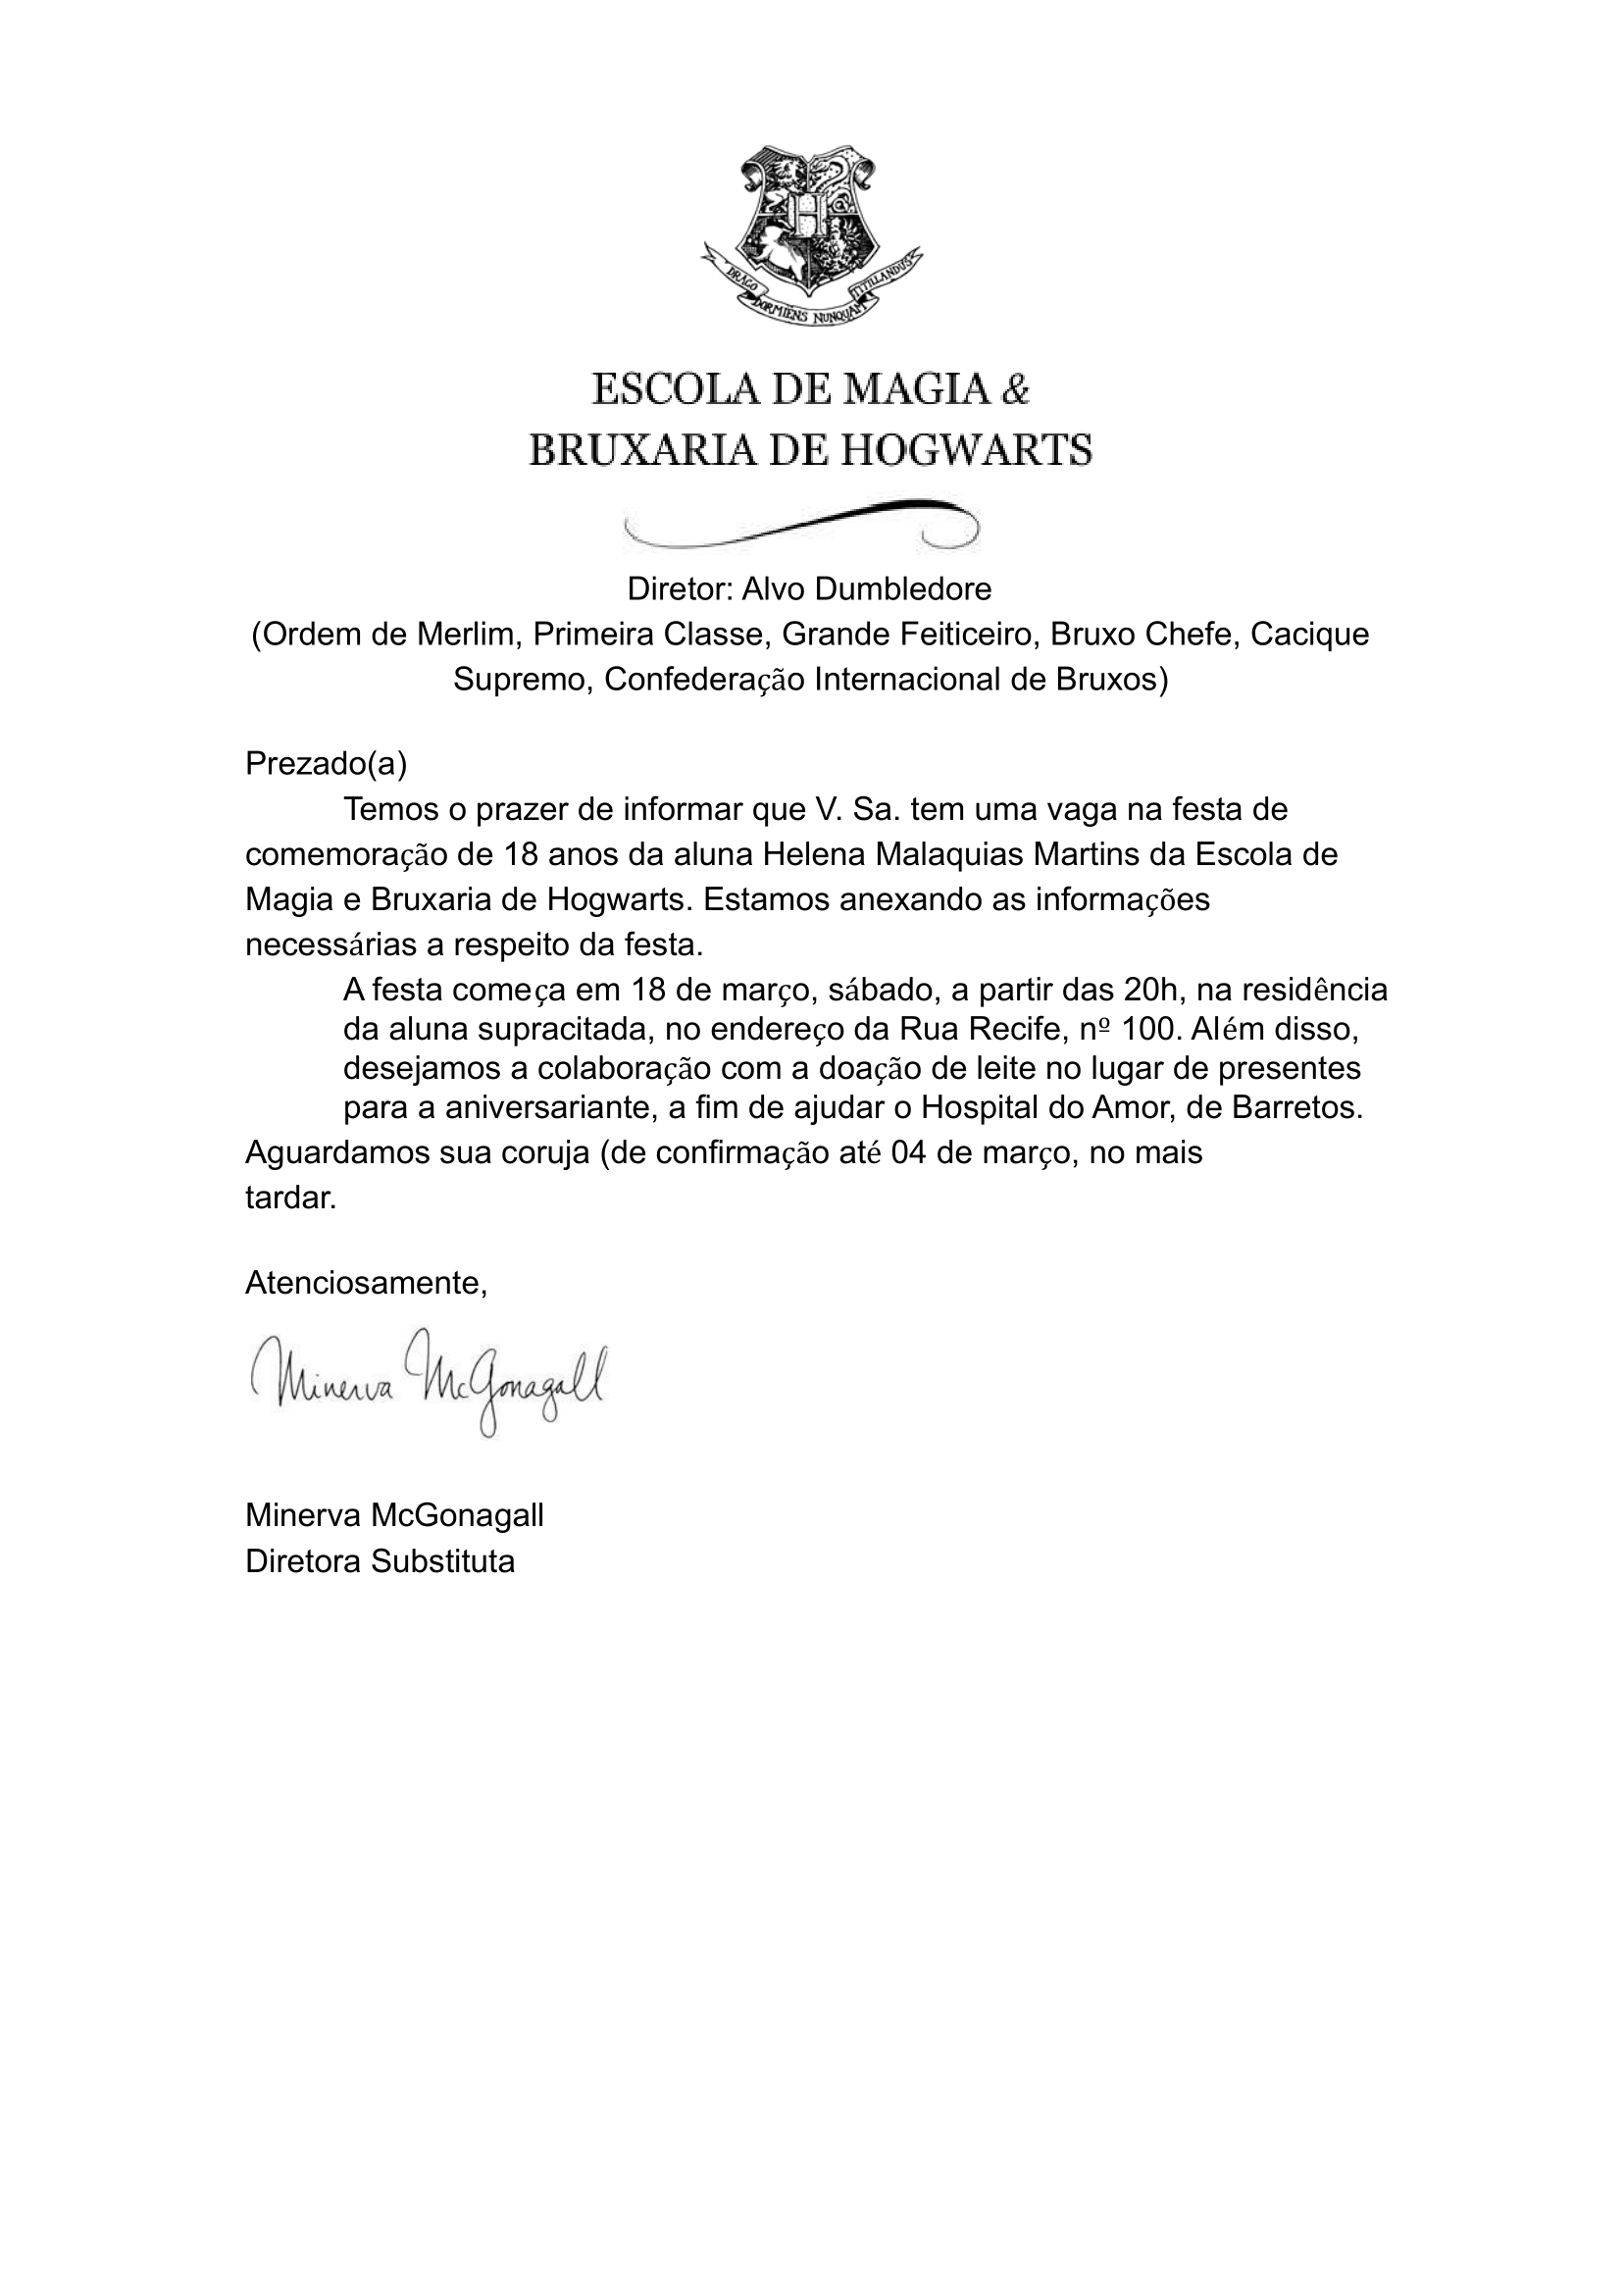 H
DRACO DORMIENS NUNQUAM TITILLANDUS
ESCOLA DE MAGIA &
BRUXARIA DE HOGWARTS
Diretor: Alvo Dumbledore
(Ordem de Merlim, Primeira Classe, Grande Feiticeiro, Bruxo Chefe, Cacique
Supremo, Confederação Internacional de Bruxos)
Prezado(a)
Temos o prazer de informar que V. Sa. tem uma vaga na festa de
comemoração de 18 anos da aluna Helena Malaquias Martins da Escola de
Magia e Bruxaria de Hogwarts. Estamos anexando as informações
necessárias a respeito da festa.
A festa começa em 18 de março, sábado, a partir das 20h, na residência
da aluna supracitada, no endereço da Rua Recife, nº 100. Além disso,
desejamos a colaboração com a doação de leite no lugar de presentes
para a aniversariante, a fim de ajudar o Hospital do Amor, de Barretos.
Aguardamos sua coruja (de confirmação até 04 de março, no mais
tardar.
Atenciosamente,
Minerva McGonagall
Minerva McGonagall
Diretora Substituta